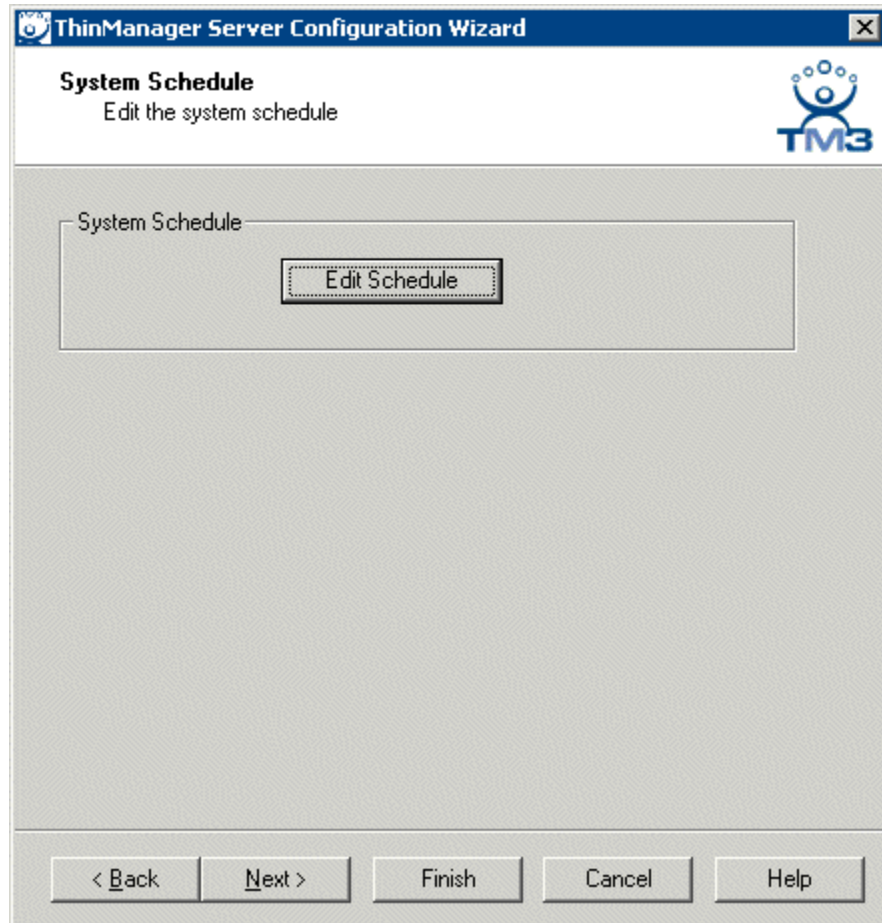 ThinManager Server Configuration Wizard
System Schedule
Edit the system schedule
TM3
System Schedule
Edit Schedule
< Back Next > Finish Cancel Help